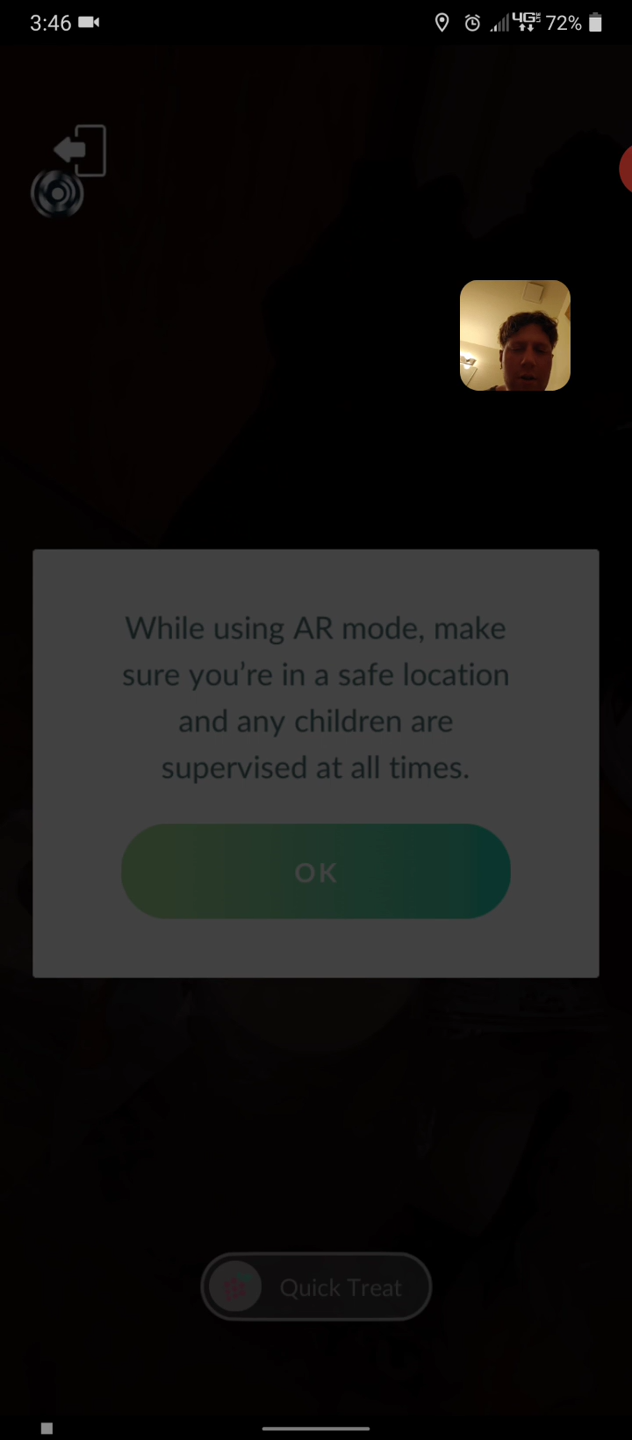 3:46 4G LTE 72%
While using AR mode, make
sure you’re in a safe location
and any children are
supervised at all times.
OK
Quick Treat